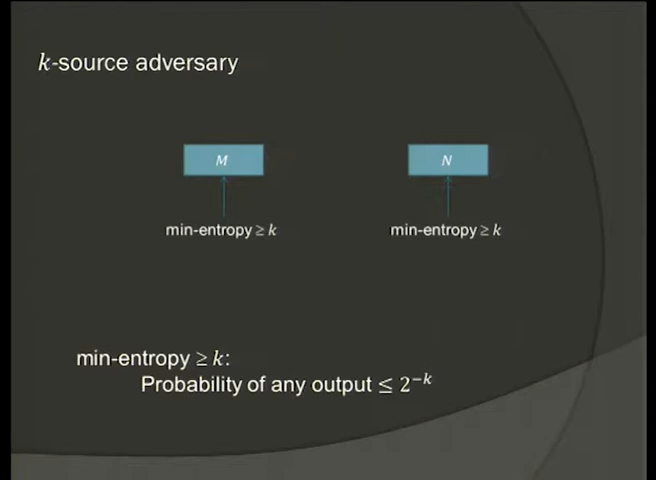 k-source adversary
M N
min-entropy ≥ k min-entropy ≥ k
min-entropy ≥ k:
Probability of any output ≤ 2^{-k}